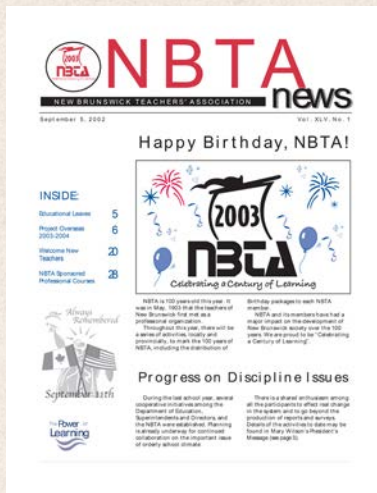 2003
NBTA
NBTA
news
NEW BRUNSWICK TEACHERS' ASSOCIATION
September 5, 2002
Vol. XLV, No. 1
Happy Birthday, NBTA!
INSIDE:
Educational Leaves 5
Project Overseas 6
2003-2004
Welcome New 20
Teachers
NBTA Sponsored 28
Professional Courses
2003
NBTA
Celebrating a Century of Learning
Always
Remembered
September 11th
The Power of
Learning
NBTA is 100 years old this year. It
was in May, 1903 that the teachers of
New Brunswick first met as a
professional organization.
Throughout this year, there will be
a series of activities, locally and
provincially, to mark the 100 years of
NBTA, including the distribution of
Birthday packages to each NBTA
member.
NBTA and its members have had a
major impact on the development of
New Brunswick society over the 100
years. We are proud to be "Celebrating
a Century of Learning".
Progress on Discipline Issues
During the last school year, several
cooperative initiatives among the
Department of Education,
Superintendents and Directors, and
the NBTA were established. Planning
is already underway for continued
collaboration on the important issue
of orderly school climate
There is a shared enthusiasm among
all the participants to effect real change
in the system and to go beyond the
production of reports and surveys.
Details of the activities to date may be
found in Mary Wilson's President's
Message (see page 3).